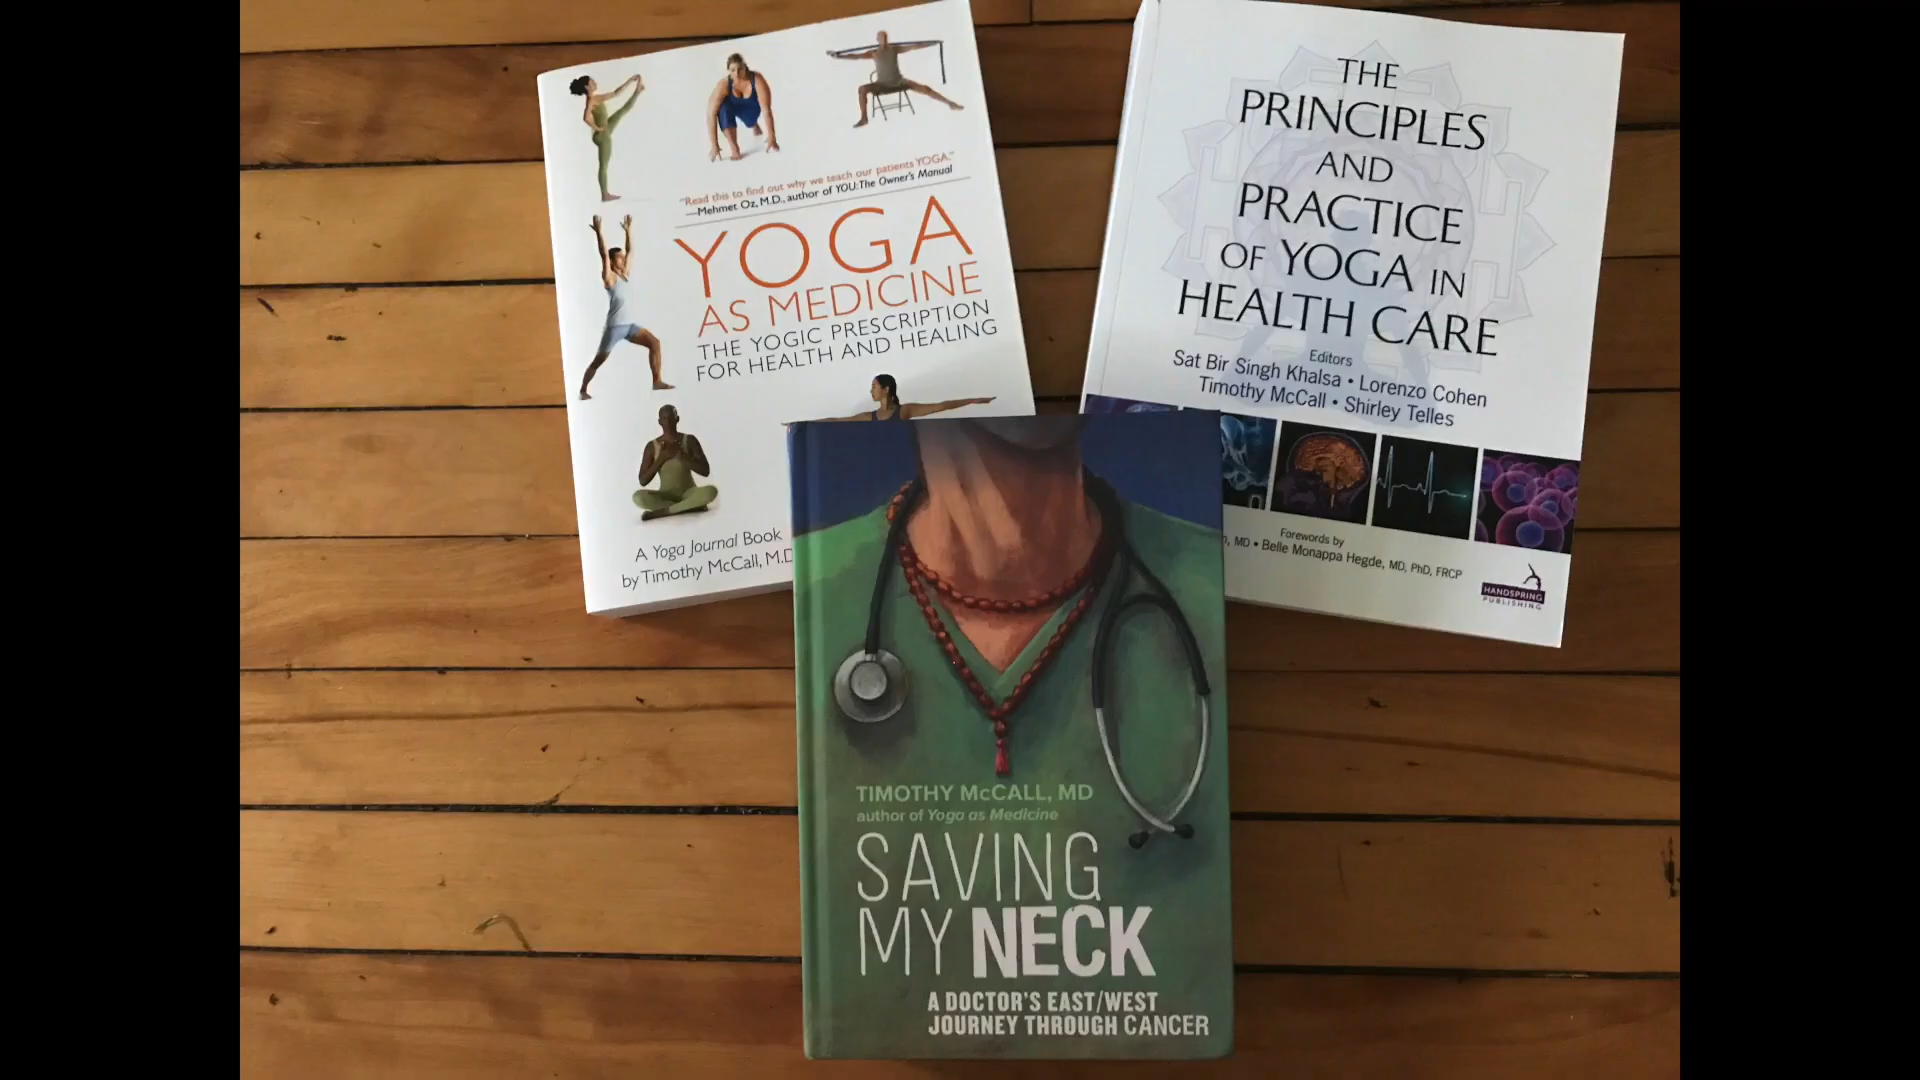 "Read this to find out why we teach our patients YOGA."
—Mehmet Oz, M.D., author of YOU: The Owner's Manual
YOGA
AS MEDICINE
THE YOGIC PRESCRIPTION
FOR HEALTH AND HEALING
A Yoga Journal Book
by Timothy McCall, M.D
THE
PRINCIPLES
AND
PRACTICE
OF YOGA IN
HEALTH CARE
Editors
Sat Bir Singh Khalsa • Lorenzo Cohen
Timothy McCall • Shirley Telles
Forewords by
MD • Belle Monappa Hegde, MD, PhD, FRCP
HANDSPRING
PUBLISHING
TIMOTHY McCALL, MD
author of Yoga as Medicine
SAVING
MY NECK
A DOCTOR'S EAST/WEST
JOURNEY THROUGH CANCER